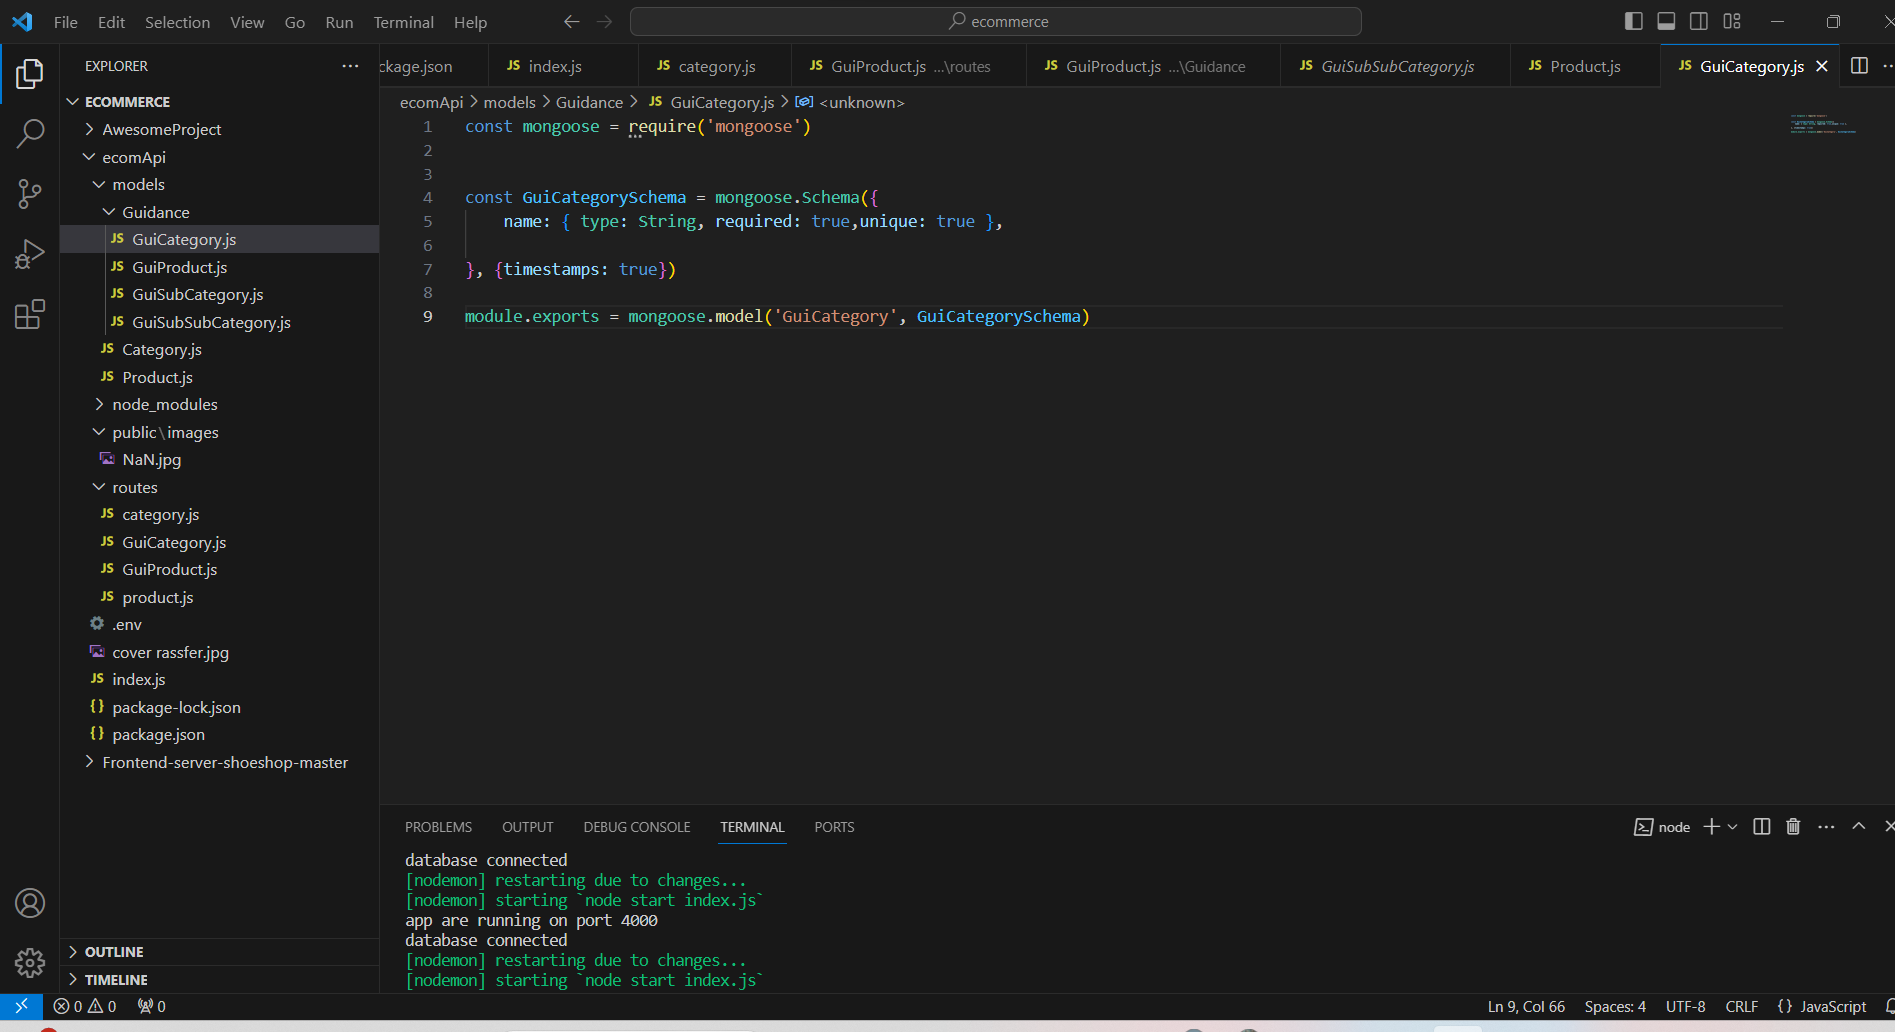 File Edit Selection View Go Run Terminal Help
ecommerce
EXPLORER
ECOMMERCE
AwesomeProject
ecomApi
models
Guidance
JS GuiCategory.js
JS GuiProduct.js
JS GuiSubCategory.js
JS GuiSubSubCategory.js
JS Category.js
JS Product.js
node_modules
public\images
NaN.jpg
routes
JS category.js
JS GuiCategory.js
JS GuiProduct.js
JS product.js
.env
cover rassfer.jpg
JS index.js
{} package-lock.json
{} package.json
Frontend-server-shoeshop-master
OUTLINE
TIMELINE
ckage.json JS index.js JS category.js JS GuiProduct.js ...\routes JS GuiProduct.js ...\Guidance JS GuiSubSubCategory.js JS Product.js JS GuiCategory.js
ecomApi > models > Guidance > JS GuiCategory.js > <unknown>
1 const mongoose = require('mongoose')
2
3
4 const GuiCategorySchema = mongoose.Schema({
5 name: { type: String, required: true,unique: true },
6
7 }, {timestamps: true})
8
9 module.exports = mongoose.model('GuiCategory', GuiCategorySchema)
PROBLEMS OUTPUT DEBUG CONSOLE TERMINAL PORTS
node
database connected
[nodemon] restarting due to changes...
[nodemon] starting `node start index.js`
app are running on port 4000
database connected
[nodemon] restarting due to changes...
[nodemon] starting `node start index.js`
0 0 0
Ln 9, Col 66 Spaces: 4 UTF-8 CRLF {} JavaScript